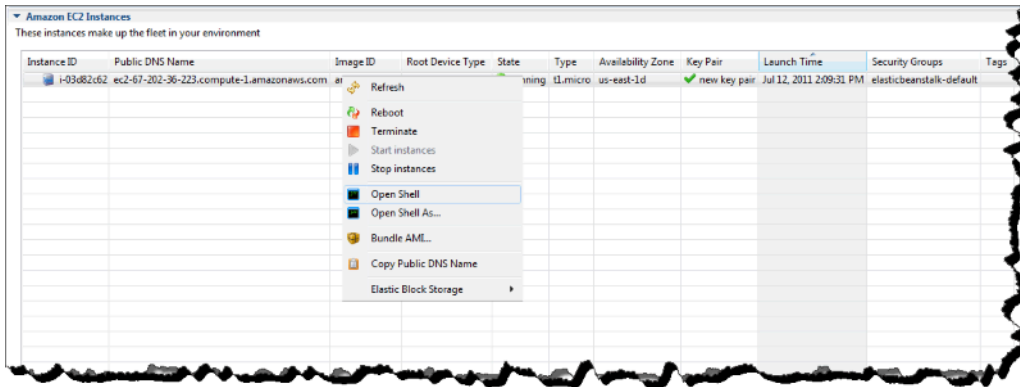 Amazon EC2 Instances
These instances make up the fleet in your environment
Instance ID Public DNS Name Image ID Root Device Type State Type Availability Zone Key Pair Launch Time Security Groups Tags
i-03d82c62 ec2-67-202-36-223.compute-1.amazonaws.com t1.micro us-east-1d new key pair Jul 12, 2011 2:09:31 PM elasticbeanstalk-default
Refresh
Reboot
Terminate
Start instances
Stop instances
Open Shell
Open Shell As...
Bundle AMI...
Copy Public DNS Name
Elastic Block Storage